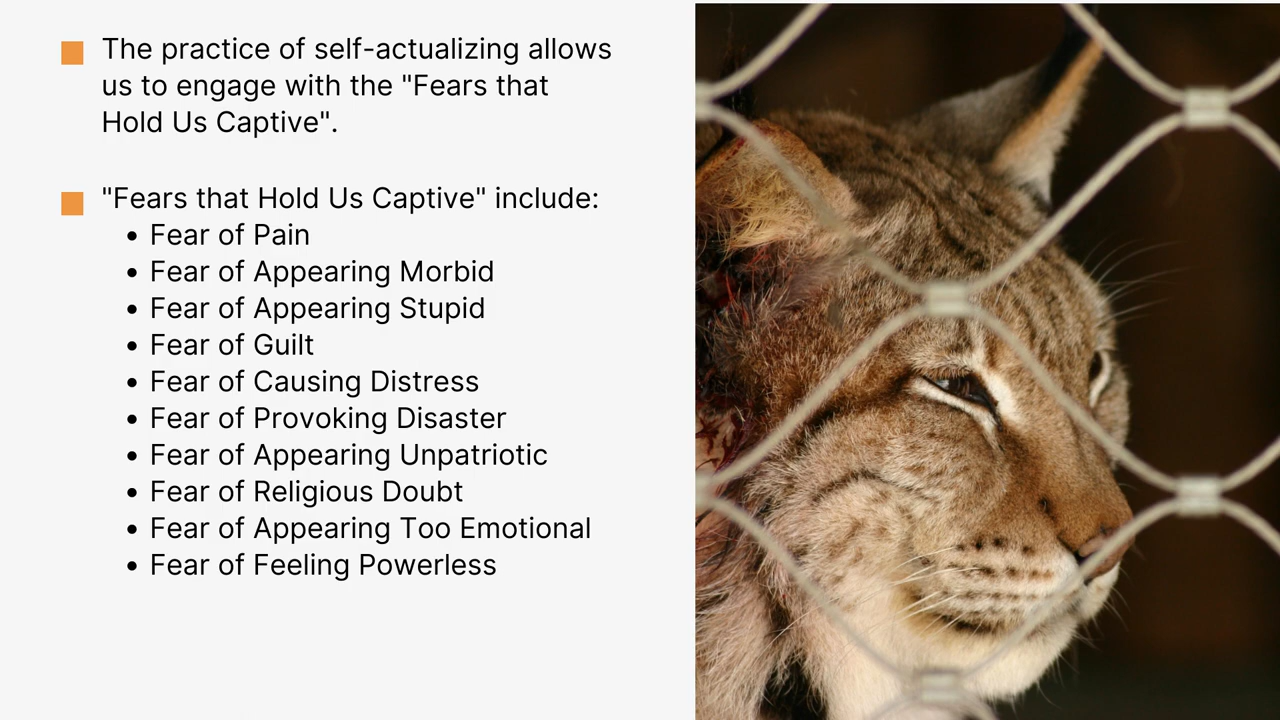 The practice of self-actualizing allows
us to engage with the "Fears that
Hold Us Captive".
"Fears that Hold Us Captive" include:
Fear of Pain
Fear of Appearing Morbid
Fear of Appearing Stupid
Fear of Guilt
Fear of Causing Distress
Fear of Provoking Disaster
Fear of Appearing Unpatriotic
Fear of Religious Doubt
Fear of Appearing Too Emotional
Fear of Feeling Powerless